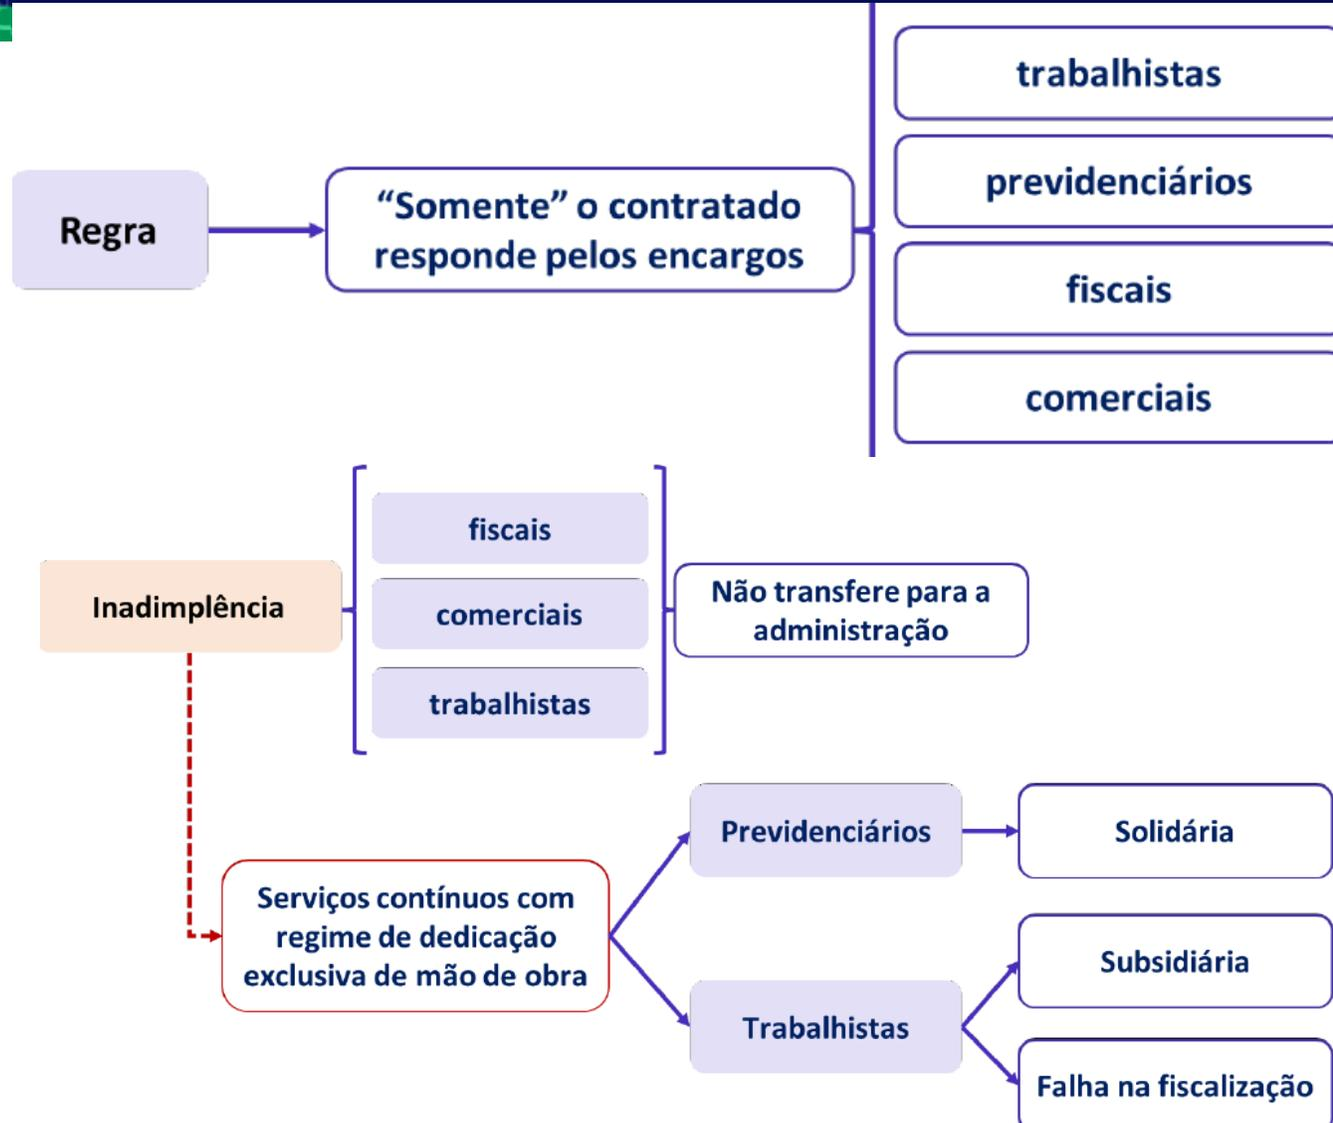 Regra
“Somente” o contratado
responde pelos encargos
trabalhistas
previdenciários
fiscais
comerciais
Inadimplência
fiscais
comerciais
trabalhistas
Não transfere para a
administração
Serviços contínuos com
regime de dedicação
exclusiva de mão de obra
Previdenciários
Solidária
Trabalhistas
Subsidiária
Falha na fiscalização